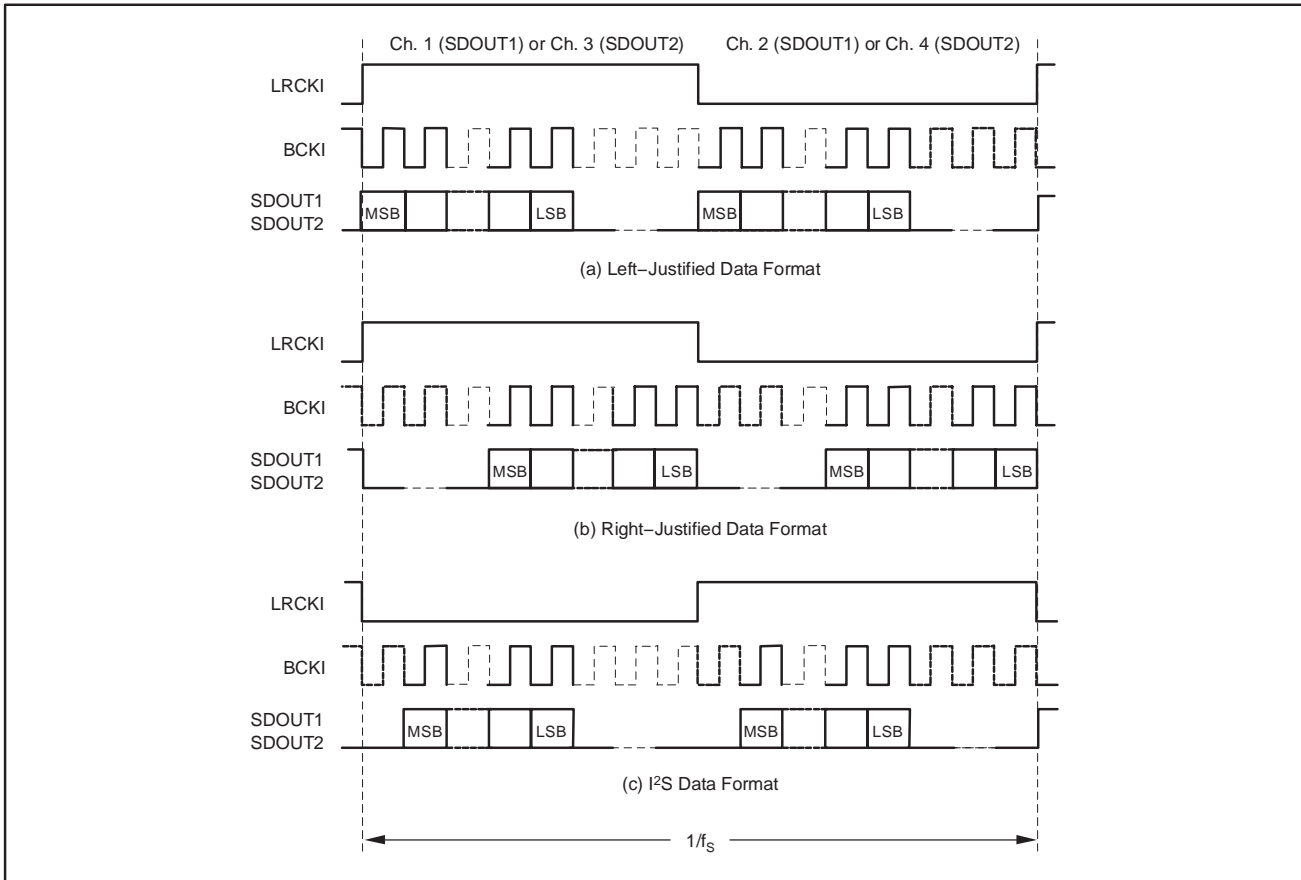 Ch. 1 (SDOUT1) or Ch. 3 (SDOUT2) Ch. 2 (SDOUT1) or Ch. 4 (SDOUT2)
LRCKI
BCKI
SDOUT1
SDOUT2
MSB LSB MSB LSB
(a) Left−Justified Data Format
LRCKI
BCKI
SDOUT1
SDOUT2
MSB LSB MSB LSB
(b) Right−Justified Data Format
LRCKI
BCKI
SDOUT1
SDOUT2
MSB LSB MSB LSB
(c) I²S Data Format
1/fS